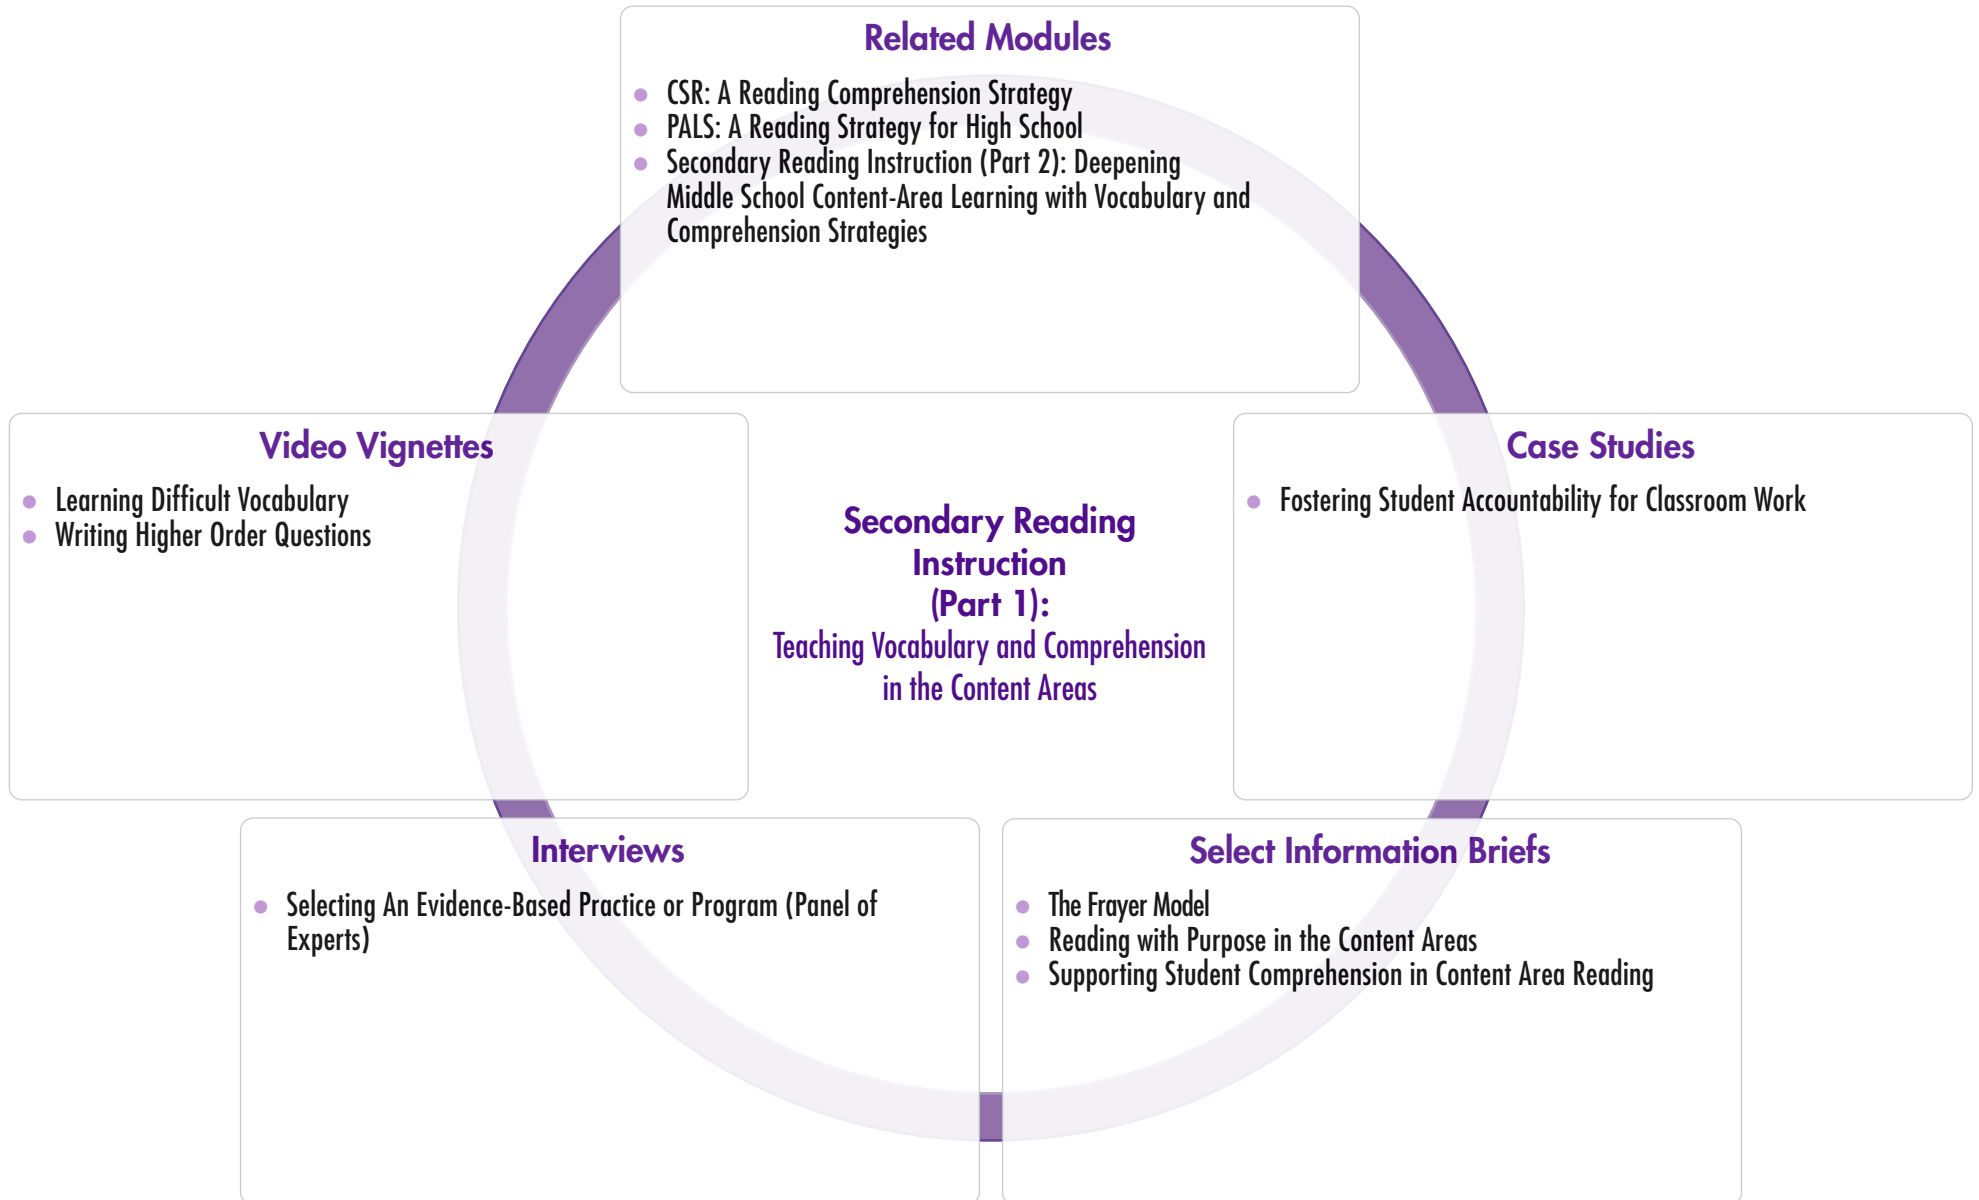 Related Modules
CSR: A Reading Comprehension Strategy
PALS: A Reading Strategy for High School
Secondary Reading Instruction (Part 2): Deepening
Middle School Content-Area Learning with Vocabulary and
Comprehension Strategies
Video Vignettes
Learning Difficult Vocabulary
Writing Higher Order Questions
Secondary Reading
Instruction
(Part 1):
Teaching Vocabulary and Comprehension
in the Content Areas
Case Studies
Fostering Student Accountability for Classroom Work
Interviews
Selecting An Evidence-Based Practice or Program (Panel of
Experts)
Select Information Briefs
The Frayer Model
Reading with Purpose in the Content Areas
Supporting Student Comprehension in Content Area Reading